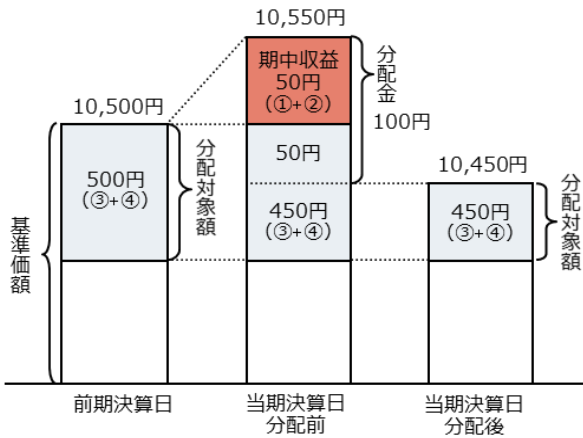 10,550円
期中収益
50円
(①+②)
分配金
100円
10,500円
500円
(③+④)
分配対象額
基準価額
50円
450円
(③+④)
10,450円
450円
(③+④)
分配対象額
前期決算日
当期決算日
分配前
当期決算日
分配後